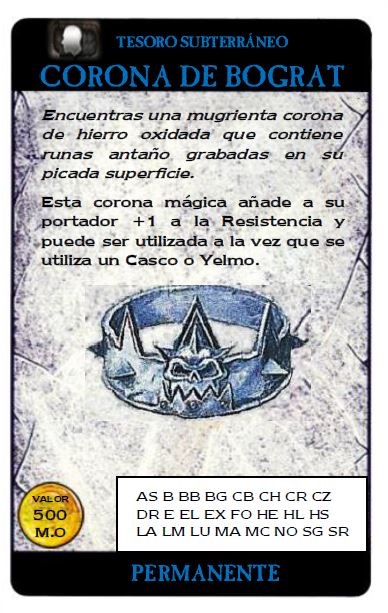 TESORO SUBTERRÁNEO
CORONA DE BOGRAT
Encuentras una mugrienta corona
de hierro oxidada que contiene
runas antaño grabadas en su
picada superficie.
Esta corona mágica añade a su
portador +1 a la Resistencia y
puede ser utilizada a la vez que se
utiliza un Casco o Yelmo.
VALOR
500
M.O
AS B BB BG CB CH CR CZ
DR E EL EX FO HE HL HS
LA LM LU MA MC NO SG SR
PERMANENTE